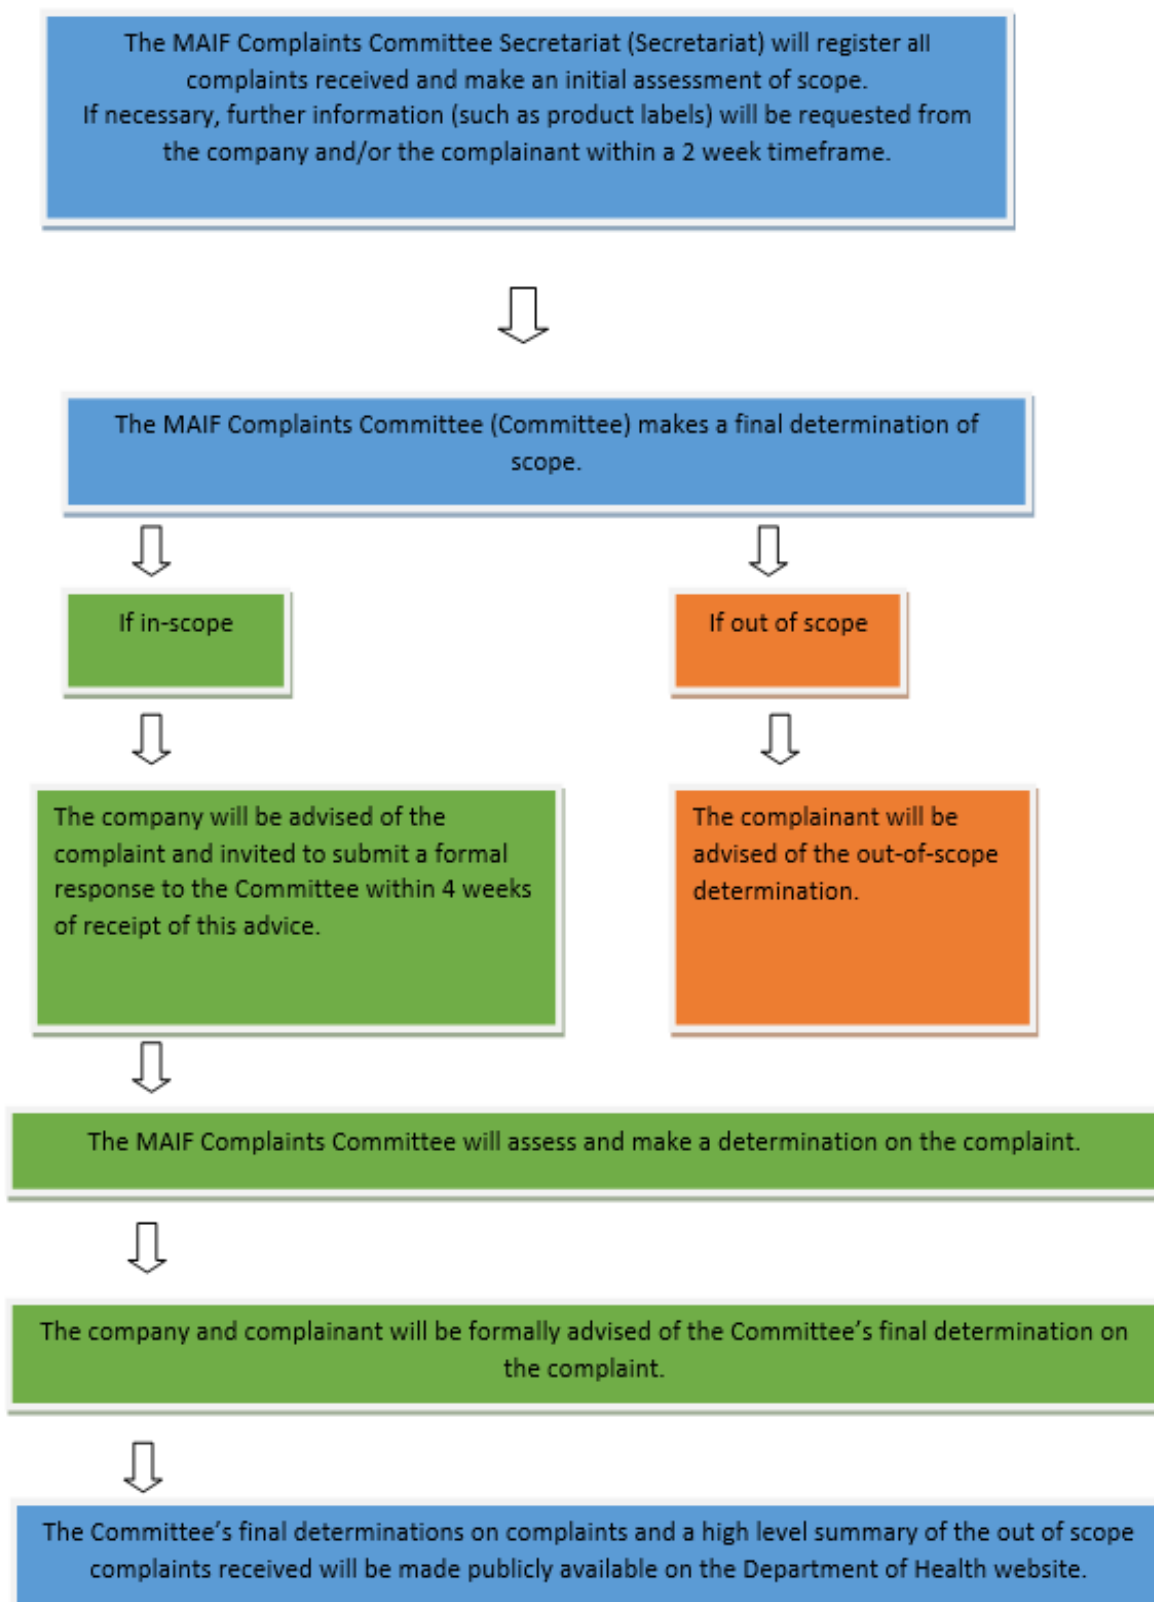 The MAIF Complaints Committee Secretariat (Secretariat) will register all
complaints received and make an initial assessment of scope.
If necessary, further information (such as product labels) will be requested from
the company and/or the complainant within a 2 week timeframe.
The MAIF Complaints Committee (Committee) makes a final determination of
scope.
If in-scope
If out of scope
The company will be advised of the
complaint and invited to submit a formal
response to the Committee within 4 weeks
of receipt of this advice.
The complainant will be
advised of the out-of-scope
determination.
The MAIF Complaints Committee will assess and make a determination on the complaint.
The company and complainant will be formally advised of the Committee’s final determination on
the complaint.
The Committee’s final determinations on complaints and a high level summary of the out of scope
complaints received will be made publicly available on the Department of Health website.